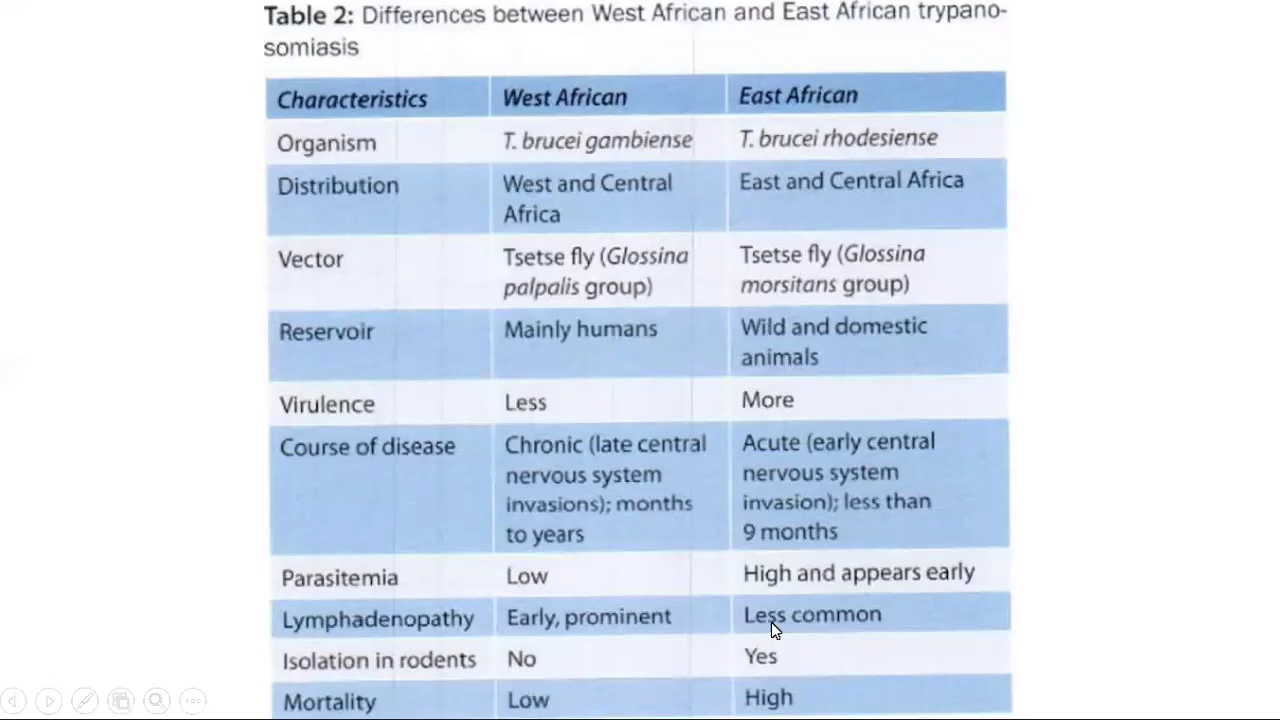 Table 2: Differences between West African and East African trypano-
somiasis
Characteristics West African East African
Organism T. brucei gambiense T. brucei rhodesiense
Distribution West and Central Africa East and Central Africa
Vector Tsetse fly (Glossina palpalis group) Tsetse fly (Glossina morsitans group)
Reservoir Mainly humans Wild and domestic animals
Virulence Less More
Course of disease Chronic (late central nervous system invasions); months to years Acute (early central nervous system invasion); less than 9 months
Parasitemia Low High and appears early
Lymphadenopathy Early, prominent Less common
Isolation in rodents No Yes
Mortality Low High